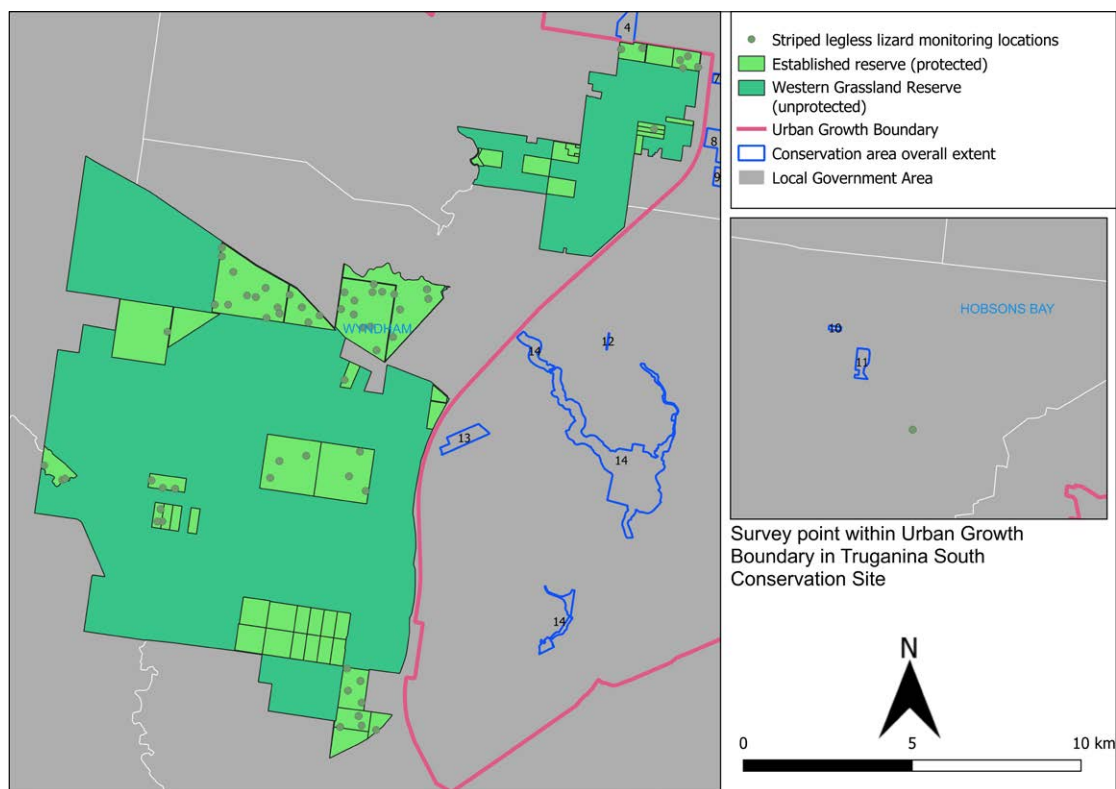 4
7
8
9
WYNDHAM
12
14
13
14
14
Striped legless lizard monitoring locations
Established reserve (protected)
Western Grassland Reserve
(unprotected)
Urban Growth Boundary
Conservation area overall extent
Local Government Area
HOBSONS BAY
10
11
Survey point within Urban Growth
Boundary in Truganina South
Conservation Site
N
0 5 10 km